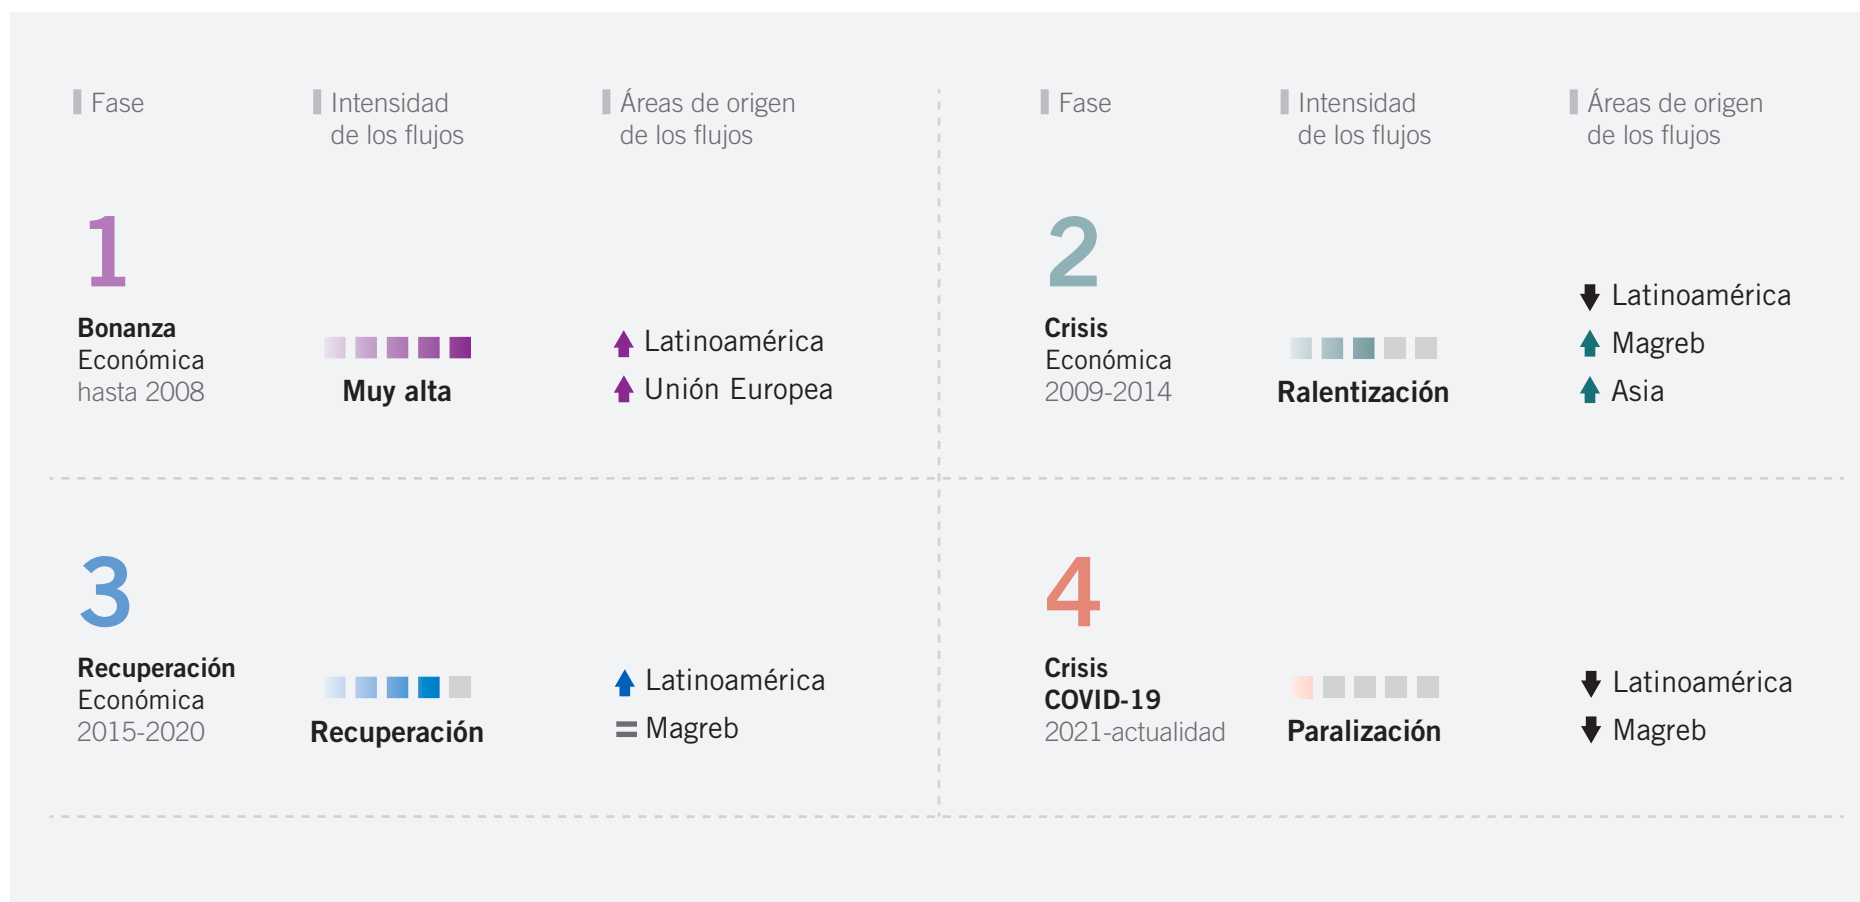 Fase
Intensidad
de los flujos
Áreas de origen
de los flujos
1
Bonanza
Económica
hasta 2008
Muy alta
Latinoamérica
Unión Europea
Fase
Intensidad
de los flujos
Áreas de origen
de los flujos
2
Crisis
Económica
2009-2014
Ralentización
Latinoamérica
Magreb
Asia
3
Recuperación
Económica
2015-2020
Recuperación
Latinoamérica
Magreb
4
Crisis
COVID-19
2021-actualidad
Paralización
Latinoamérica
Magreb